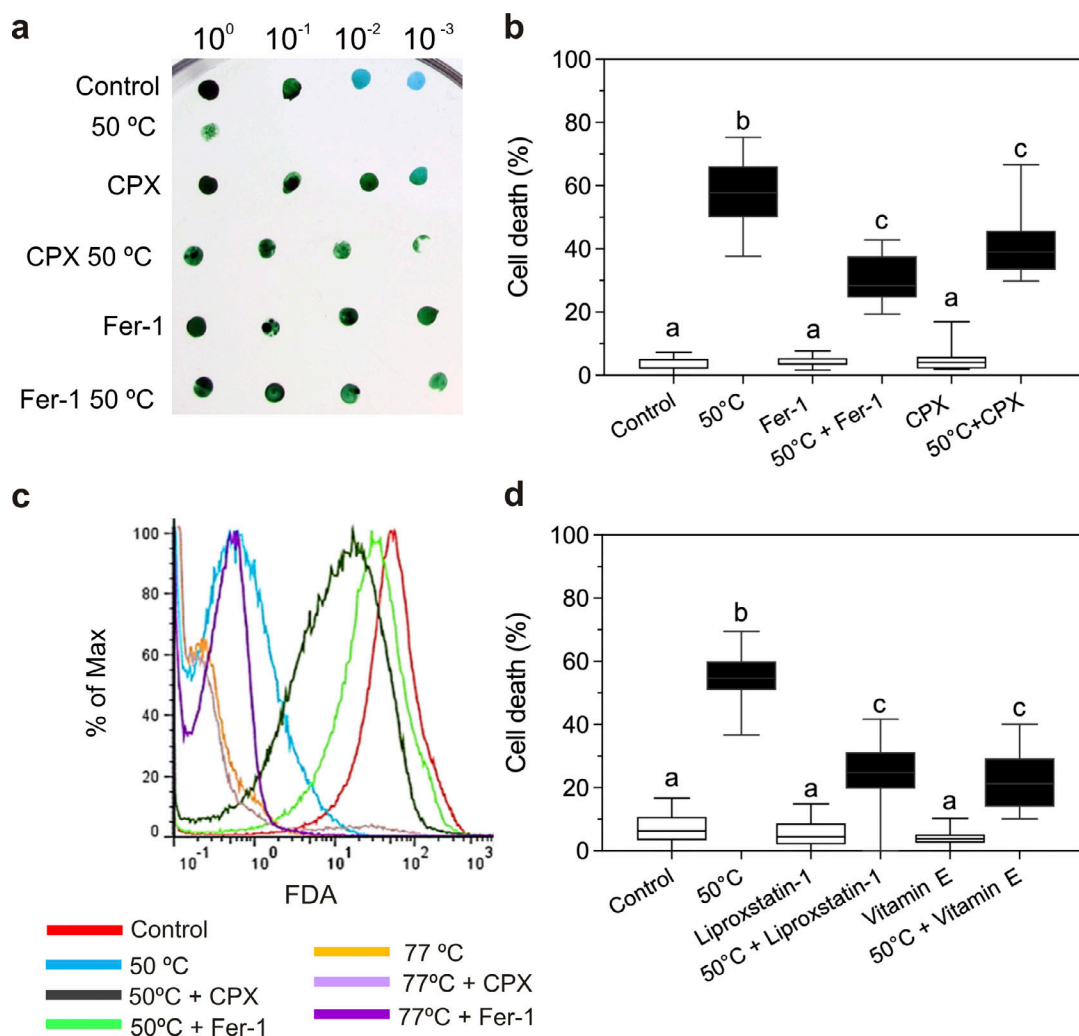 a
10⁰ 10⁻¹ 10⁻² 10⁻³
Control
50 ºC
CPX
CPX 50 ºC
Fer-1
Fer-1 50 ºC
b
Cell death (%)
100
80
60
40
20
0
a
b
a
c
a
c
Control
50°C
Fer-1
50°C + Fer-1
CPX
50°C+CPX
c
% of Max
100
80
60
40
20
0
10⁻¹ 10⁰ 10¹ 10² 10³
FDA
Control
50 ºC
50ºC + CPX
50ºC + Fer-1
77 ºC
77ºC + CPX
77ºC + Fer-1
d
Cell death (%)
100
80
60
40
20
0
a
b
a
c
a
c
Control
50°C
Liproxstatin-1
50°C + Liproxstatin-1
Vitamin E
50°C + Vitamin E